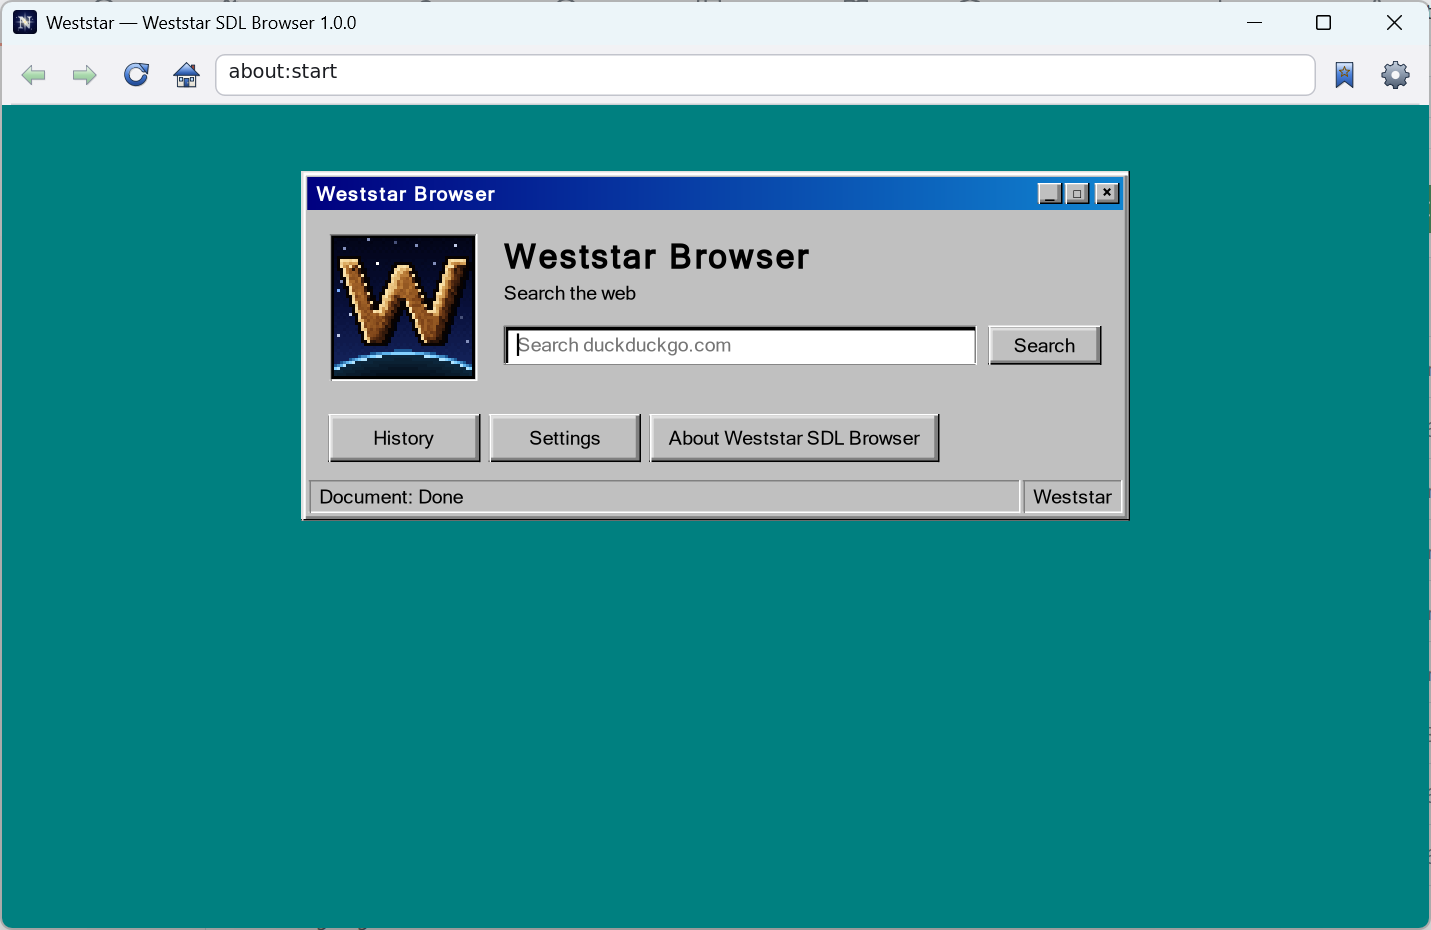 Weststar — Weststar SDL Browser 1.0.0
about:start
Weststar Browser
W
Weststar Browser
Search the web
Search duckduckgo.com
Search
History
Settings
About Weststar SDL Browser
Document: Done
Weststar